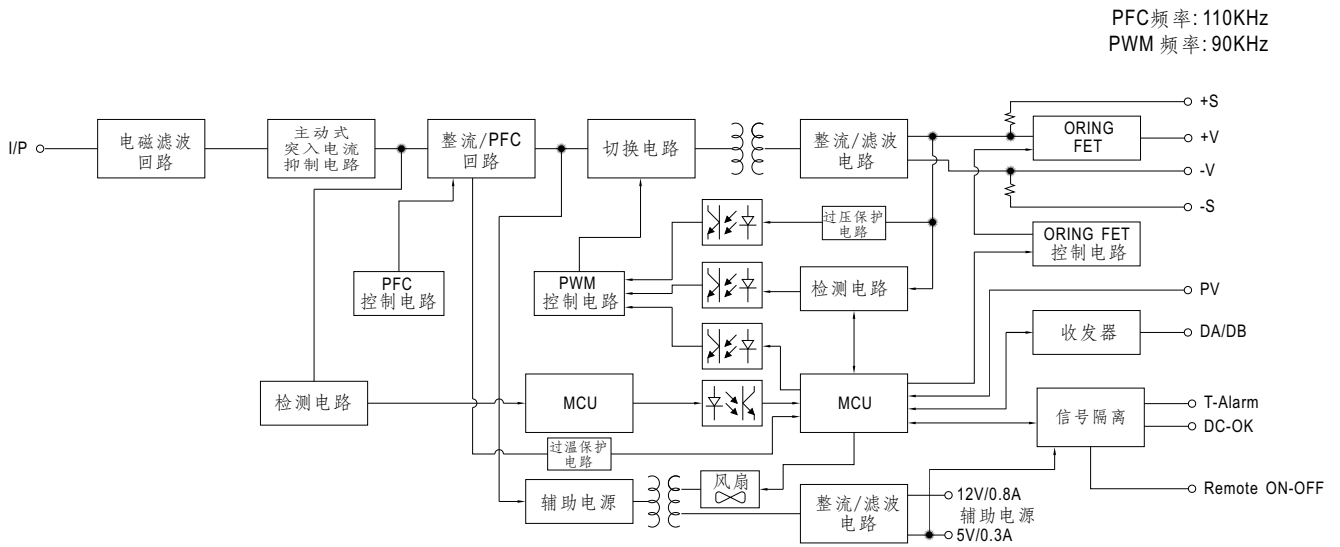 PFC频率: 110KHz
PWM 频率: 90KHz
I/P
电磁滤波
回路
主动式
突入电流
抑制电路
整流/PFC
回路
切换电路
整流/滤波
电路
ORING
FET
+S
+V
-V
-S
过压保护
电路
ORING FET
控制电路
PFC
控制电路
PWM
控制电路
检测电路
PV
收发器
DA/DB
检测电路
MCU
MCU
信号隔离
T-Alarm
DC-OK
过温保护
电路
风扇
辅助电源
整流/滤波
电路
12V/0.8A
辅助电源
5V/0.3A
Remote ON-OFF